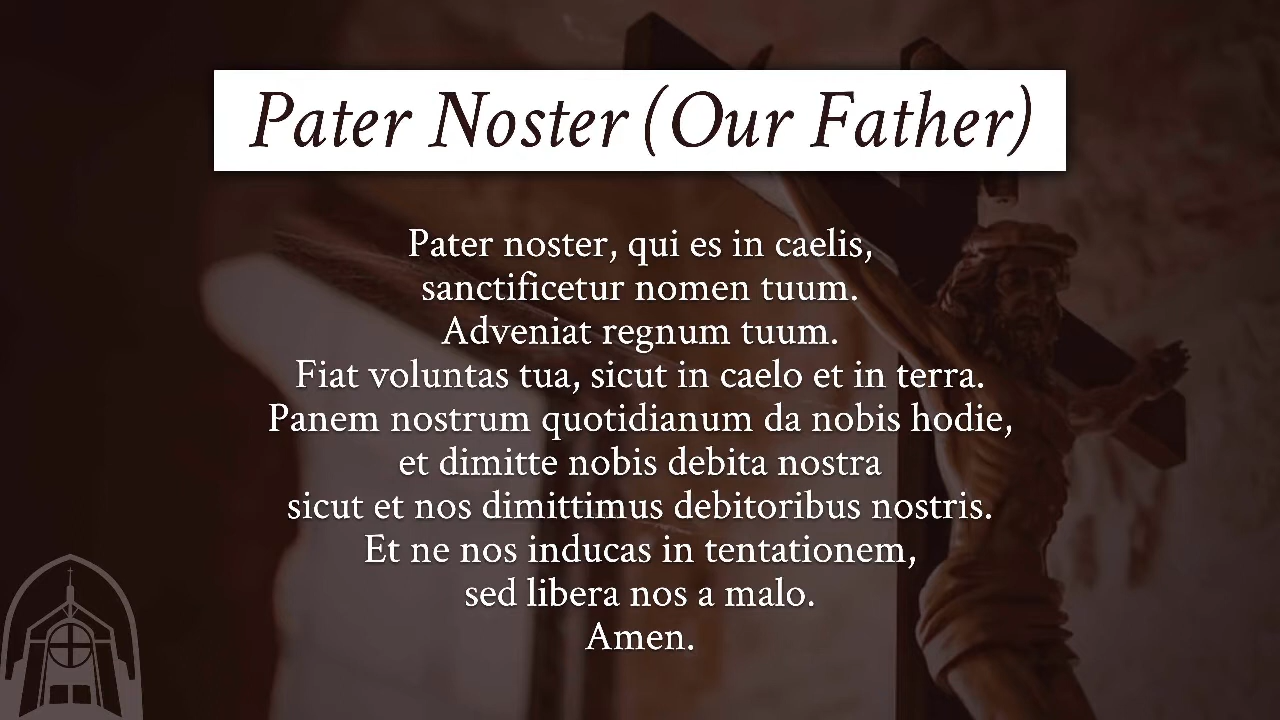 Pater Noster (Our Father)
Pater noster, qui es in caelis,
sanctificetur nomen tuum.
Adveniat regnum tuum.
Fiat voluntas tua, sicut in caelo et in terra.
Panem nostrum quotidianum da nobis hodie,
et dimitte nobis debita nostra
sicut et nos dimittimus debitoribus nostris.
Et ne nos inducas in tentationem,
sed libera nos a malo.
Amen.